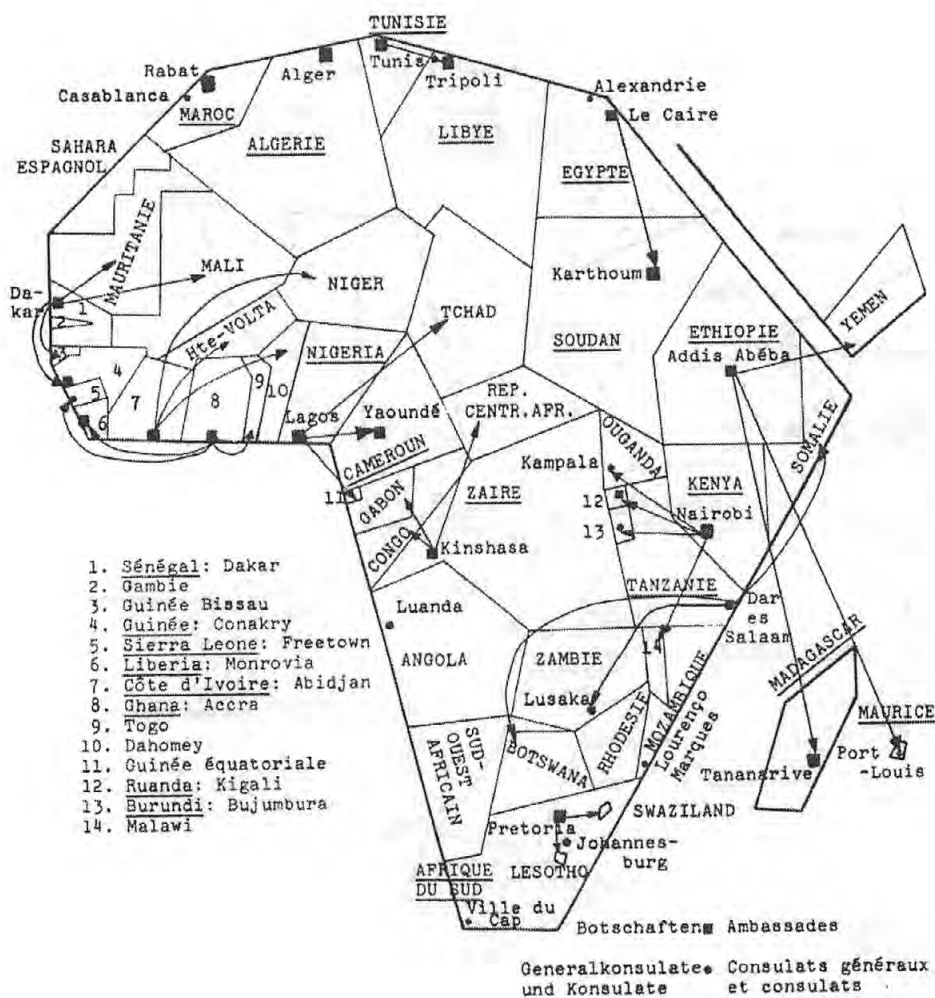 TUNISIE
Tunis
Tripoli
Alger
Rabat
Casablanca
MAROC
Alexandrie
Le Caire
LIBYE
ALGERIE
SAHARA
ESPAGNOL
EGYPTE
MAURITANIE
MALI
NIGER
Karthoum
YEMEN
Da-
kar
1
2
3
4
5
6
7
8
9
10
Hte-VOLTA
TCHAD
NIGERIA
SOUDAN
ETHIOPIE
Addis Abéba
Lagos
Yaoundé
REP.
CENTR.AFR.
SOMALIE
CAMEROUN
OUGANDA
Kampala
KENYA
11
GABON
ZAIRE
12
Nairobi
13
CONGO
Kinshasa
TANZANIE
Dar
es
Salaam
Luanda
14
ANGOLA
ZAMBIE
Lusaka
MADAGASCAR
MAURICE
Port
-Louis
Tananarive
SUD-
OUEST
AFRICAIN
BOTSWANA
RHODESIE
MOZAMBIQUE
Lourenço
Marques
SWAZILAND
Pretoria
Johannes-
burg
LESOTHO
AFRIQUE
DU SUD
Ville du
Cap
1. Sénégal: Dakar
2. Gambie
3. Guinée Bissau
4. Guinée: Conakry
5. Sierra Leone: Freetown
6. Liberia: Monrovia
7. Côte d'Ivoire: Abidjan
8. Ghana: Accra
9. Togo
10. Dahomey
11. Guinée équatoriale
12. Ruanda: Kigali
13. Burundi: Bujumbura
14. Malawi
Botschaften Ambassades
Generalkonsulate Consulats généraux
und Konsulate et consulats